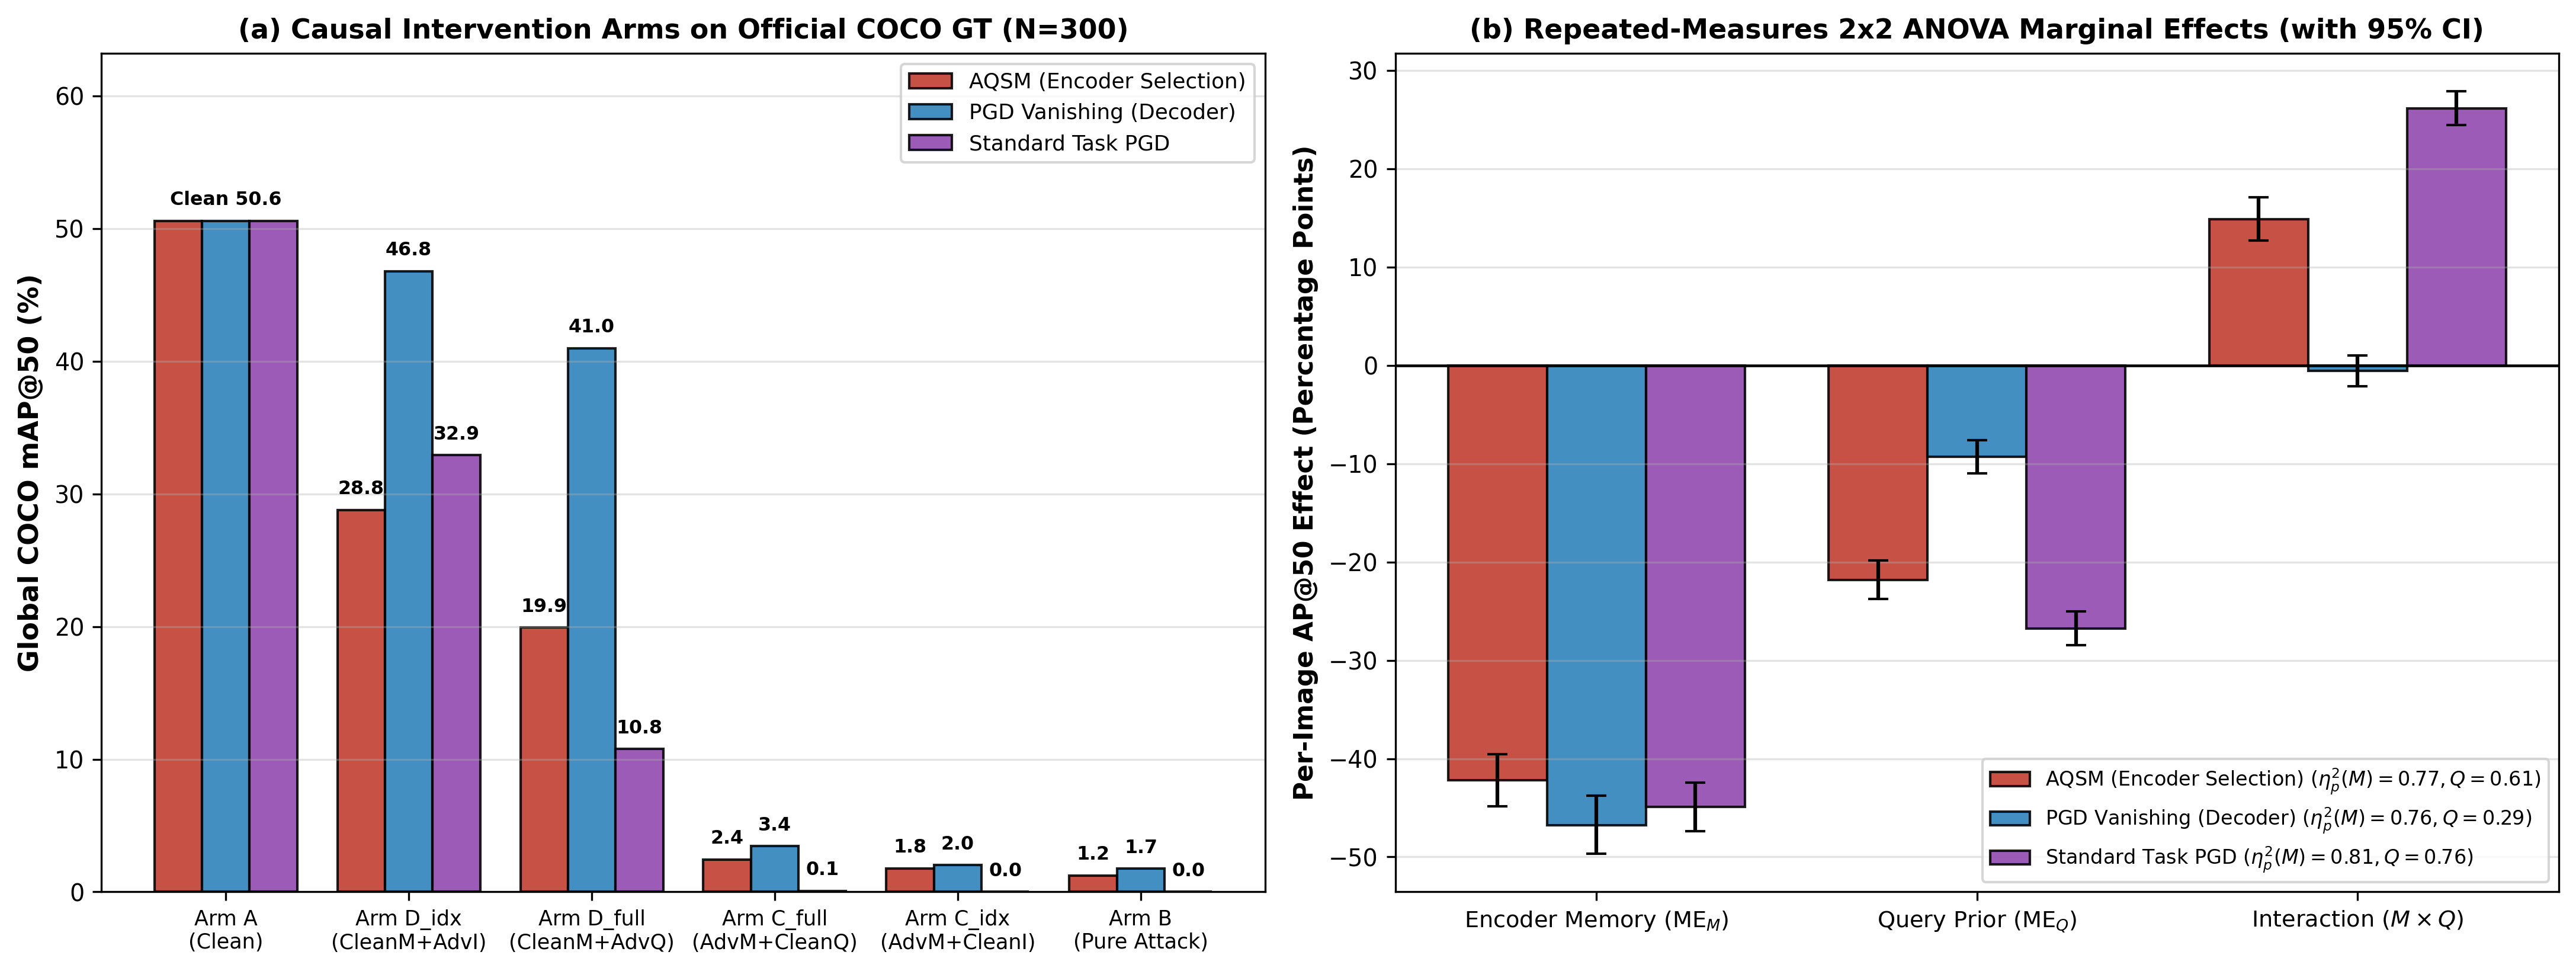 (a) Causal Intervention Arms on Official COCO GT (N=300)
Global COCO mAP@50 (%)
60
50
40
30
20
10
0
AQSM (Encoder Selection)
PGD Vanishing (Decoder)
Standard Task PGD
Clean 50.6
28.8
46.8
32.9
19.9
41.0
10.8
2.4
3.4
0.1
1.8
2.0
0.0
1.2
1.7
0.0
Arm A
(Clean)
Arm D_idx
(CleanM+AdvI)
Arm D_full
(CleanM+AdvQ)
Arm C_full
(AdvM+CleanQ)
Arm C_idx
(AdvM+CleanI)
Arm B
(Pure Attack)
(b) Repeated-Measures 2x2 ANOVA Marginal Effects (with 95% CI)
Per-Image AP@50 Effect (Percentage Points)
30
20
10
0
−10
−20
−30
−40
−50
AQSM (Encoder Selection) (η²ₚ(M) = 0.77, Q = 0.61)
PGD Vanishing (Decoder) (η²ₚ(M) = 0.76, Q = 0.29)
Standard Task PGD (η²ₚ(M) = 0.81, Q = 0.76)
Encoder Memory (ME_M)
Query Prior (ME_Q)
Interaction (M × Q)